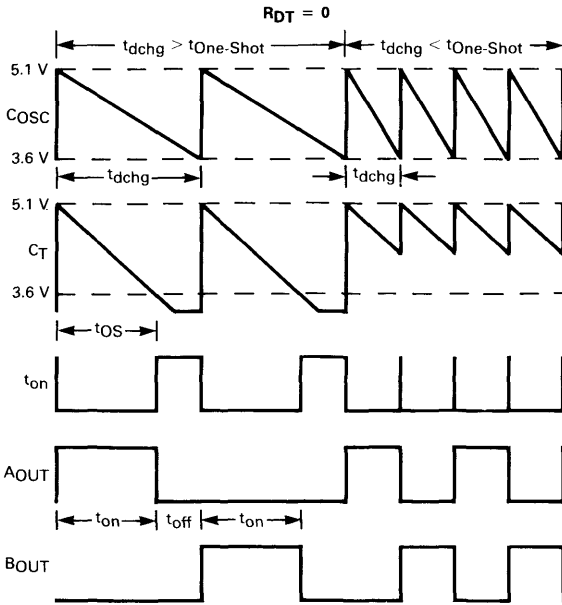 RDT = 0
tdchg > tOne-Shot
tdchg < tOne-Shot
5.1 V
COSC
3.6 V
tdchg
tdchg
5.1 V
CT
3.6 V
tOS
ton
AOUT
ton
toff
ton
BOUT